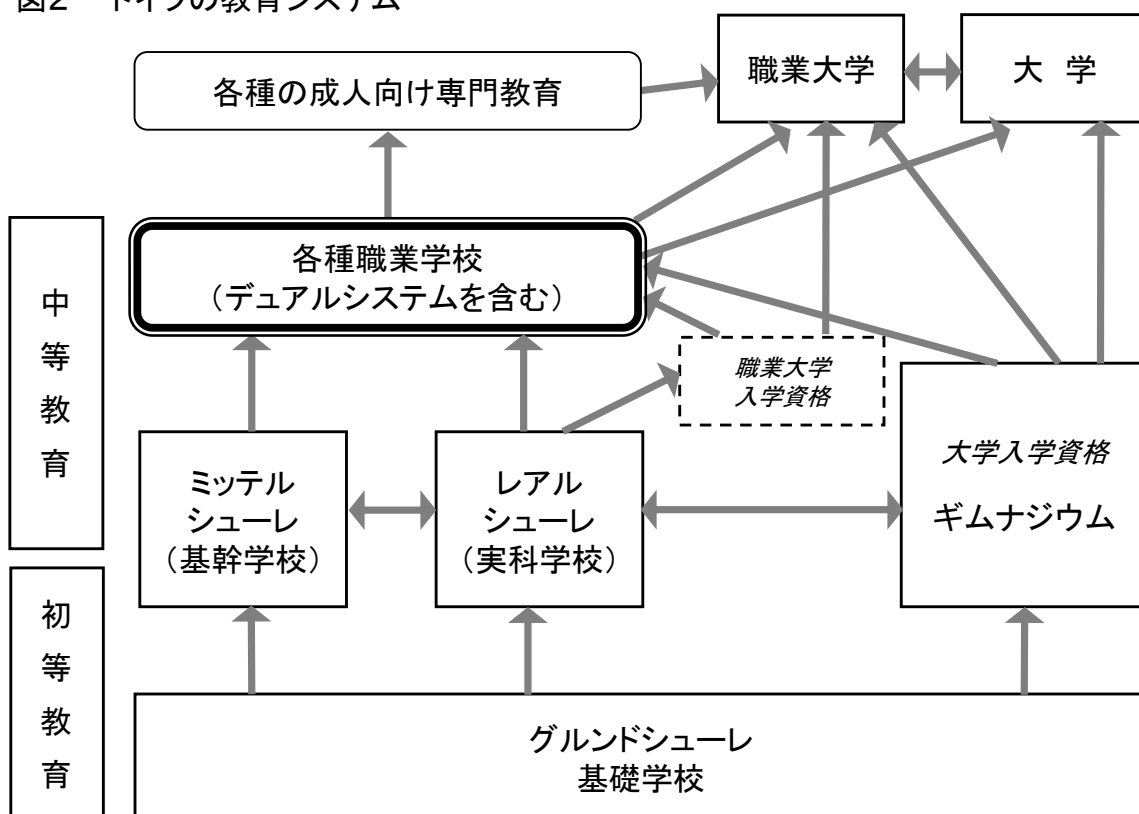 図2 ドイツの教育システム
職業大学
大 学
各種の成人向け専門教育
各種職業学校
（デュアルシステムを含む）
中
等
教
育
職業大学
入学資格
大学入学資格
ギムナジウム
ミッテル
シューレ
（基幹学校）
レアル
シューレ
（実科学校）
初
等
教
育
グルンドシューレ
基礎学校